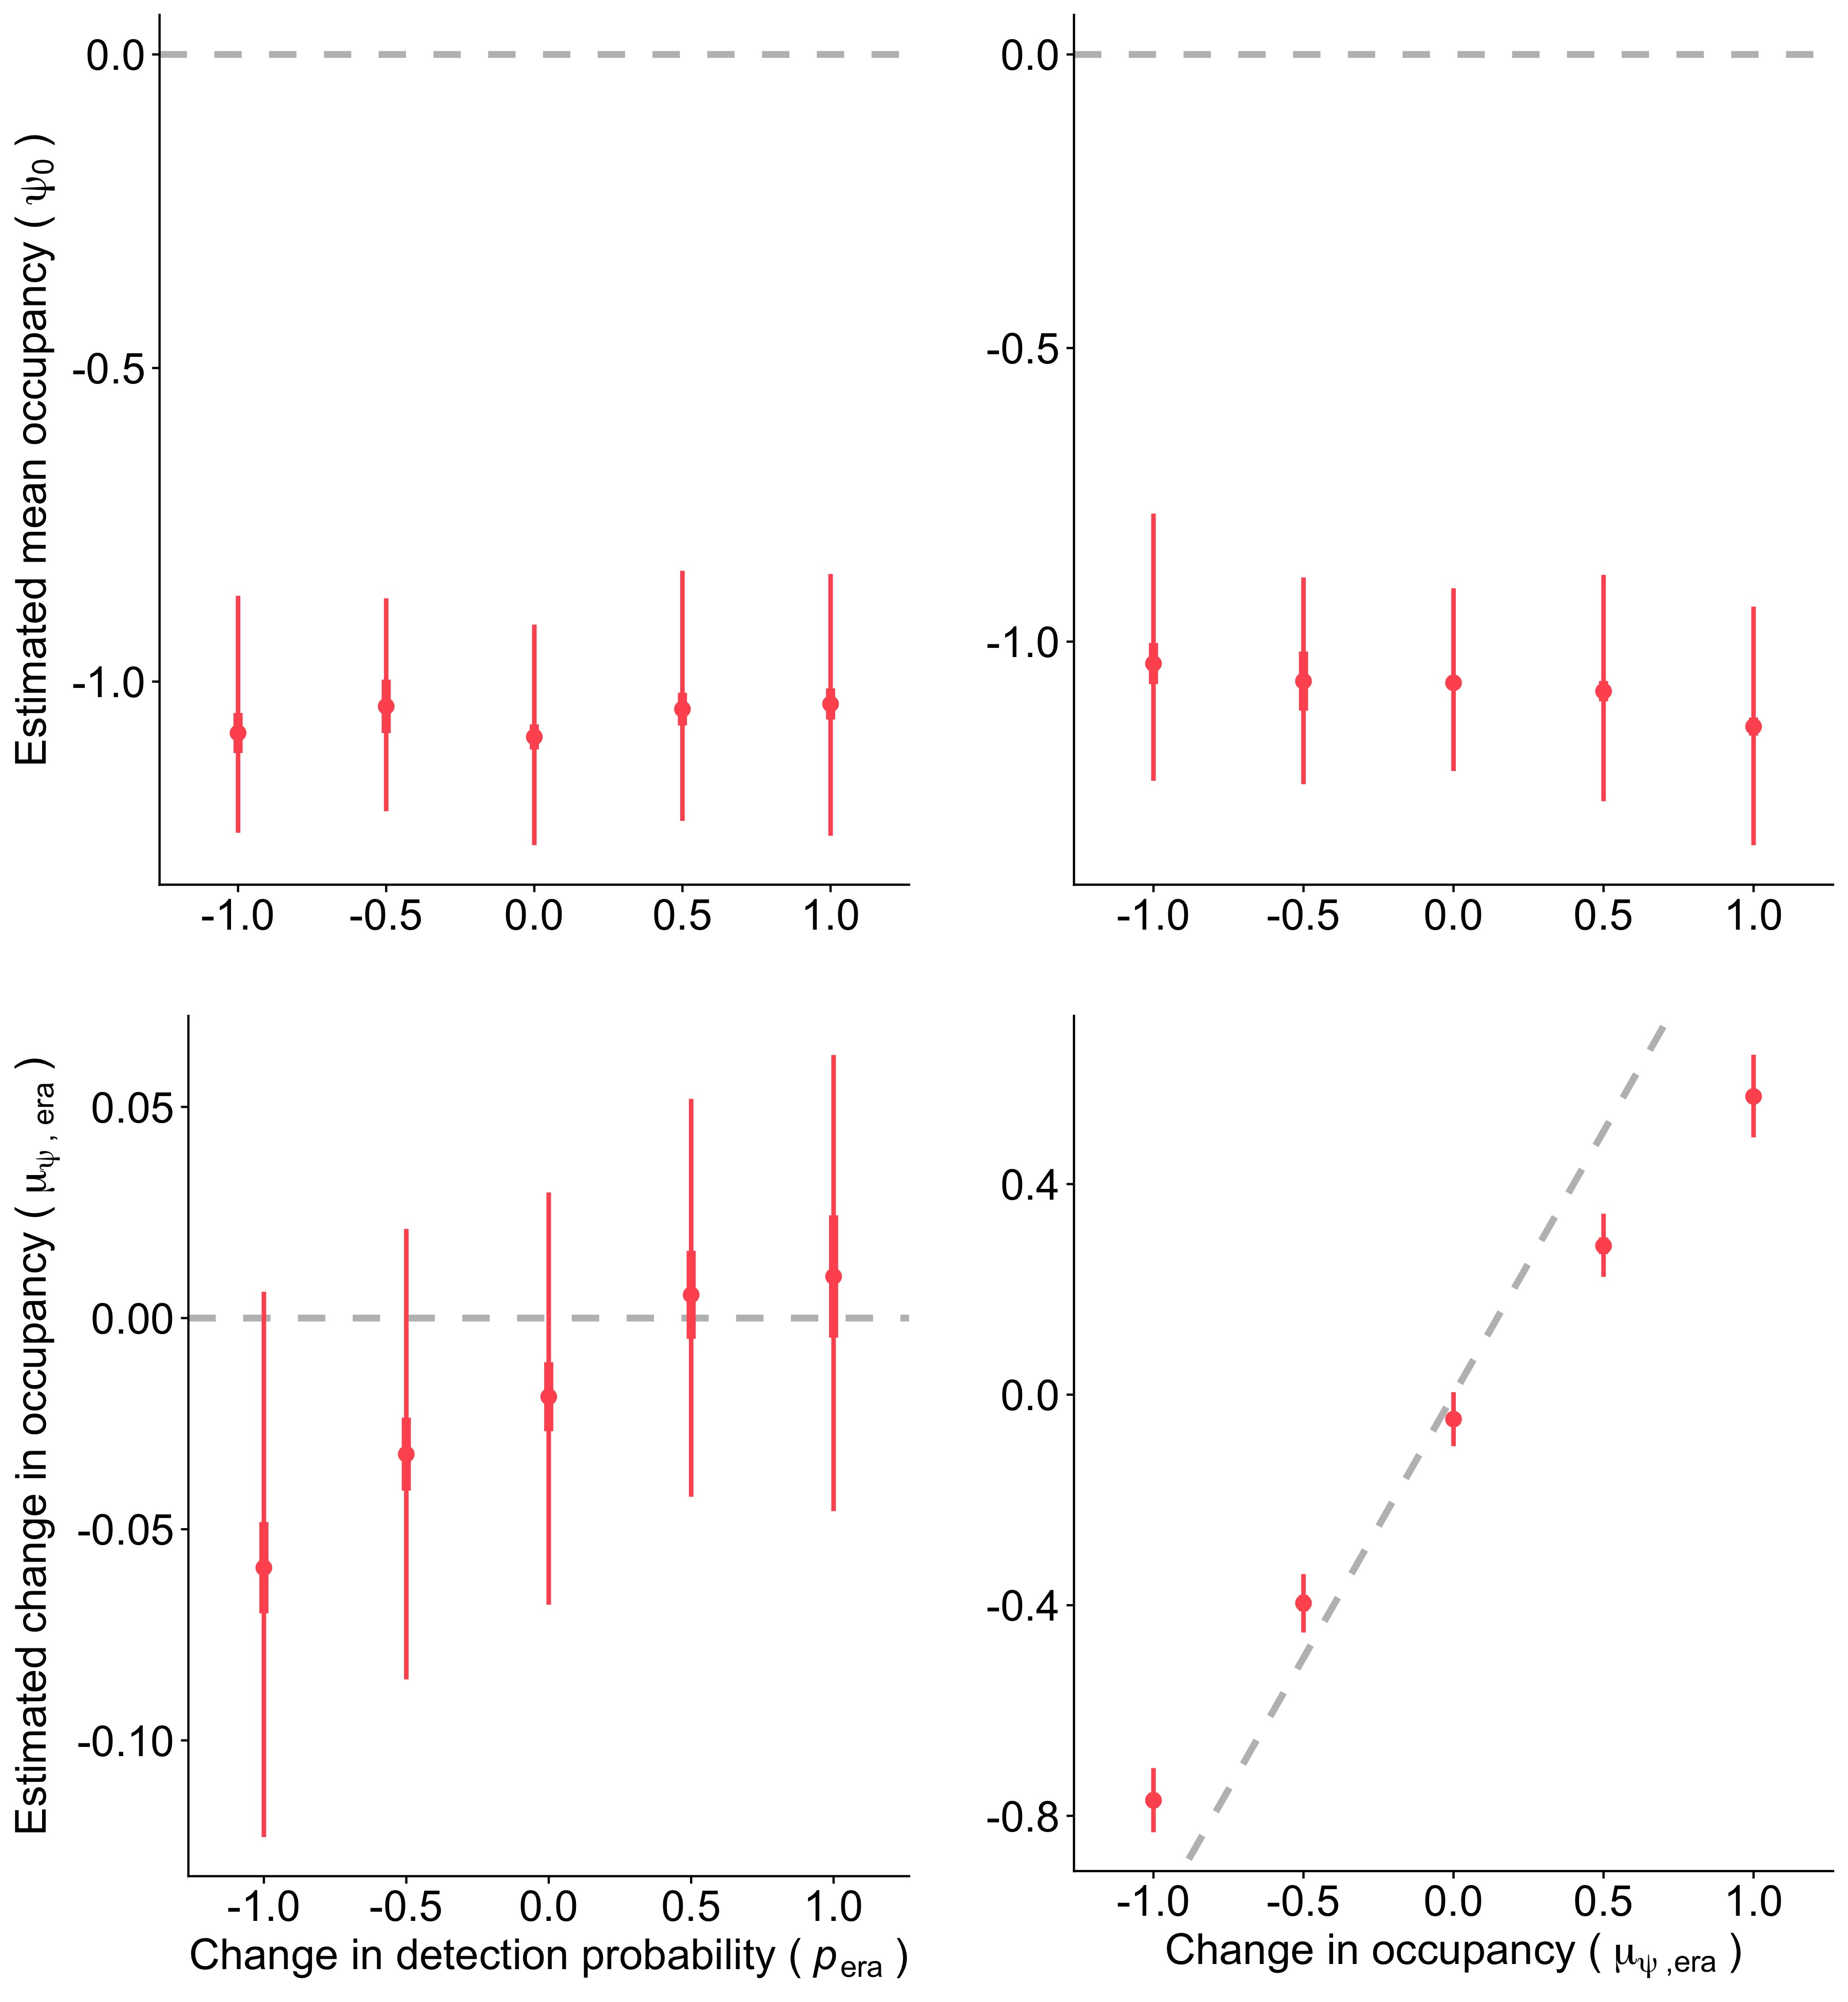 Estimated mean occupancy ( ψ0 )
0.0
-0.5
-1.0
-1.0 -0.5 0.0 0.5 1.0
0.0
-0.5
-1.0
-1.0 -0.5 0.0 0.5 1.0
Estimated change in occupancy ( μψ, era )
0.05
0.00
-0.05
-0.10
-1.0 -0.5 0.0 0.5 1.0
Change in detection probability ( p era )
0.4
0.0
-0.4
-0.8
-1.0 -0.5 0.0 0.5 1.0
Change in occupancy ( μψ ,era )